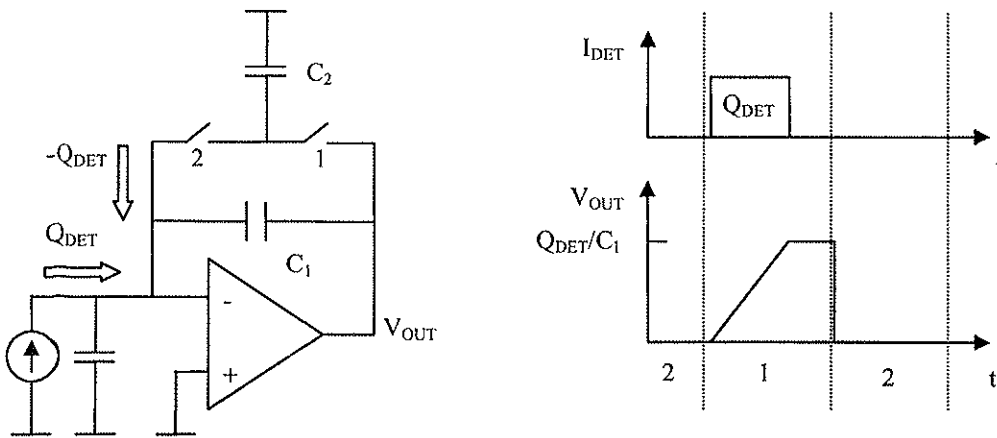 C₂
2
1
-Q_DET
Q_DET
C₁
-
+
V_OUT
I_DET
Q_DET
V_OUT
Q_DET/C₁
2
1
2
t